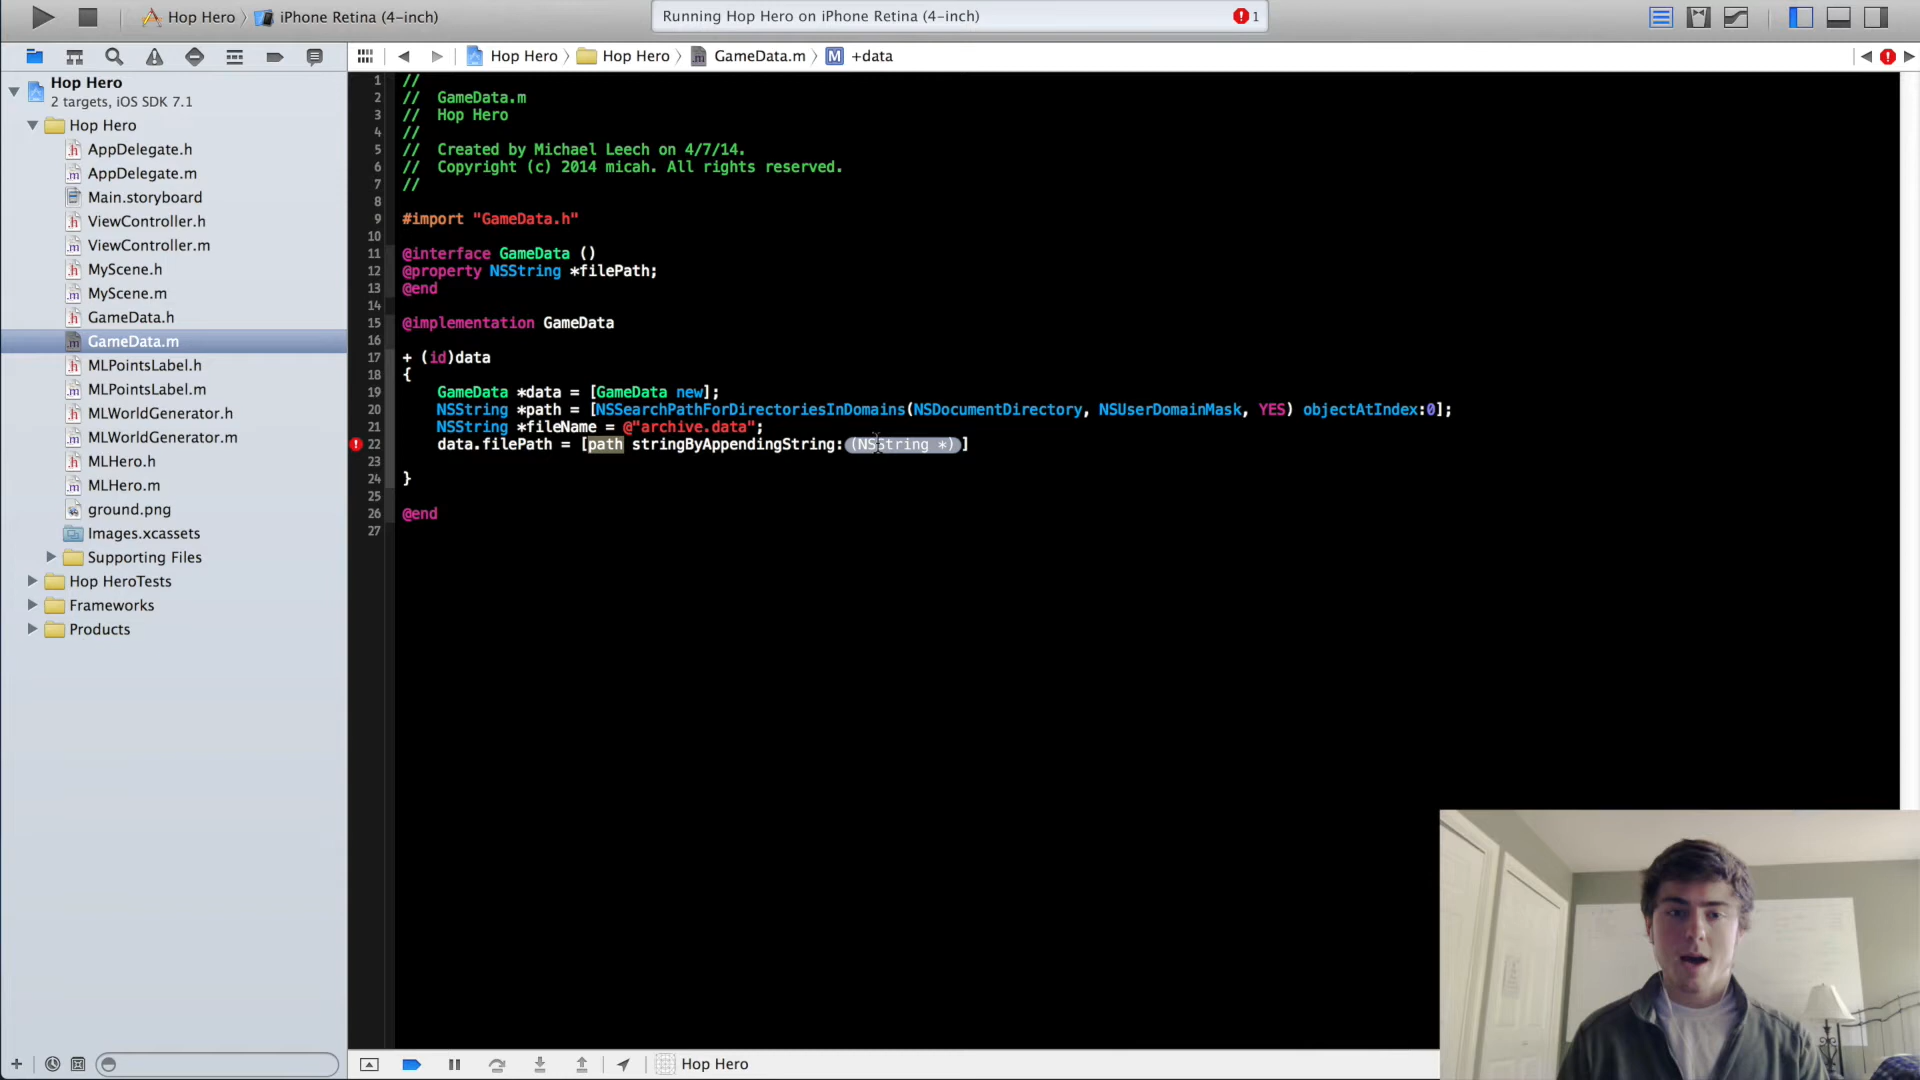 Hop Hero 〉 iPhone Retina (4-inch)
Running Hop Hero on iPhone Retina (4-inch)
1
Hop Hero 〉 Hop Hero 〉 GameData.m 〉 M +data
Hop Hero
2 targets, iOS SDK 7.1
Hop Hero
AppDelegate.h
AppDelegate.m
Main.storyboard
ViewController.h
ViewController.m
MyScene.h
MyScene.m
GameData.h
GameData.m
MLPointsLabel.h
MLPointsLabel.m
MLWorldGenerator.h
MLWorldGenerator.m
MLHero.h
MLHero.m
ground.png
Images.xcassets
Supporting Files
Hop HeroTests
Frameworks
Products
1 //
2 //  GameData.m
3 //  Hop Hero
4 //
5 //  Created by Michael Leech on 4/7/14.
6 //  Copyright (c) 2014 micah. All rights reserved.
7 //
8
9 #import "GameData.h"
10
11 @interface GameData ()
12 @property NSString *filePath;
13 @end
14
15 @implementation GameData
16
17 + (id)data
18 {
19     GameData *data = [GameData new];
20     NSString *path = [NSSearchPathForDirectoriesInDomains(NSDocumentDirectory, NSUserDomainMask, YES) objectAtIndex:0];
21     NSString *fileName = @"archive.data";
22     data.filePath = [path stringByAppendingString:(NSString *)]
23
24 }
25
26 @end
27
Hop Hero